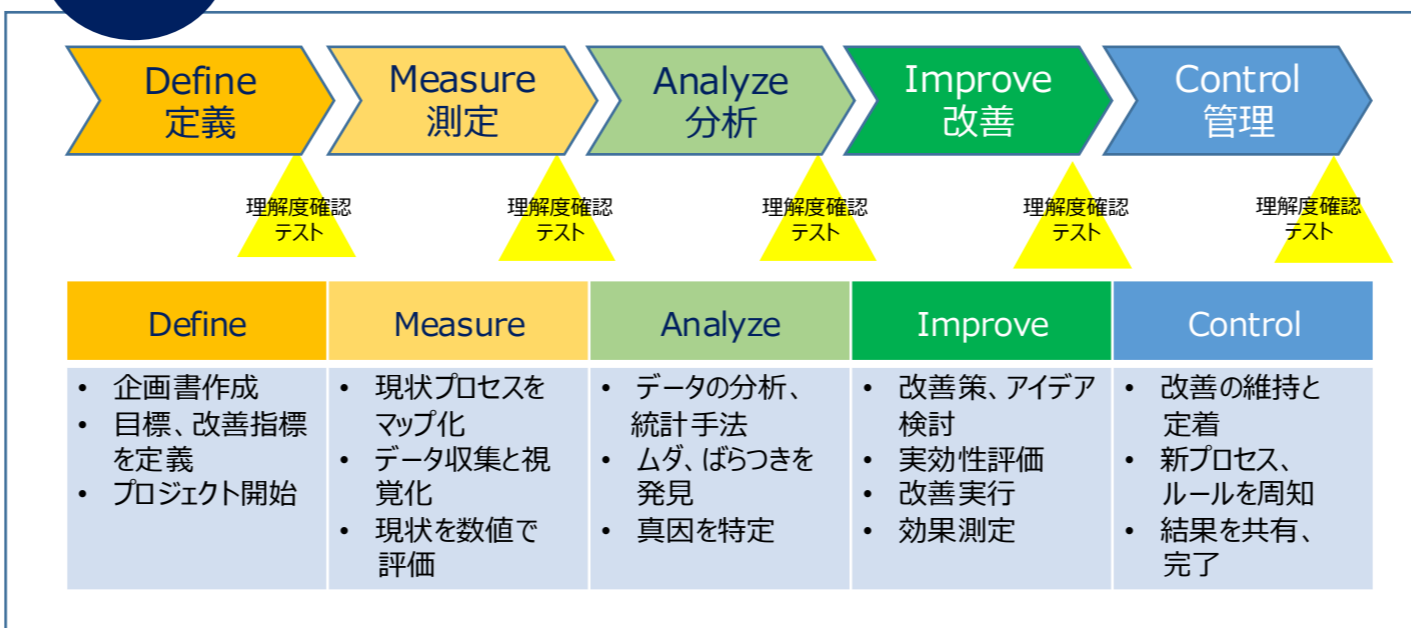 Define
定義
Measure
測定
Analyze
分析
Improve
改善
Control
管理
理解度確認
テスト
理解度確認
テスト
理解度確認
テスト
理解度確認
テスト
理解度確認
テスト
Define
Measure
Analyze
Improve
Control
• 企画書作成
• 目標、改善指標
を定義
• プロジェクト開始
• 現状プロセスを
マップ化
• データ収集と視
覚化
• 現状を数値で
評価
• データの分析、
統計手法
• ムダ、ばらつきを
発見
• 真因を特定
• 改善策、アイデア
検討
• 実効性評価
• 改善実行
• 効果測定
• 改善の維持と
定着
• 新プロセス、
ルールを周知
• 結果を共有、
完了